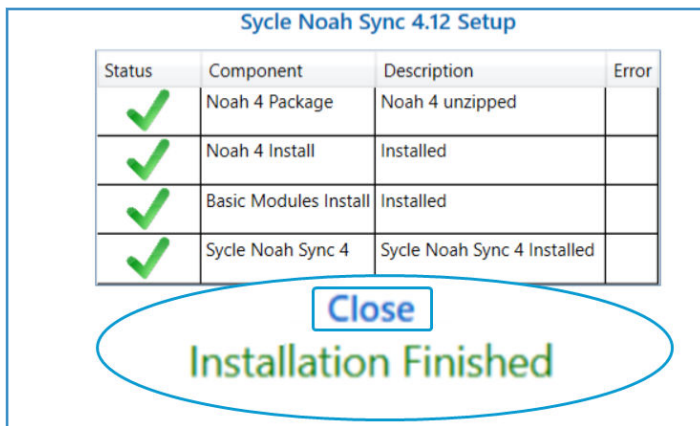 Sycle Noah Sync 4.12 Setup
Status Component Description Error
Noah 4 Package Noah 4 unzipped
Noah 4 Install Installed
Basic Modules Install Installed
Sycle Noah Sync 4 Sycle Noah Sync 4 Installed
Close
Installation Finished